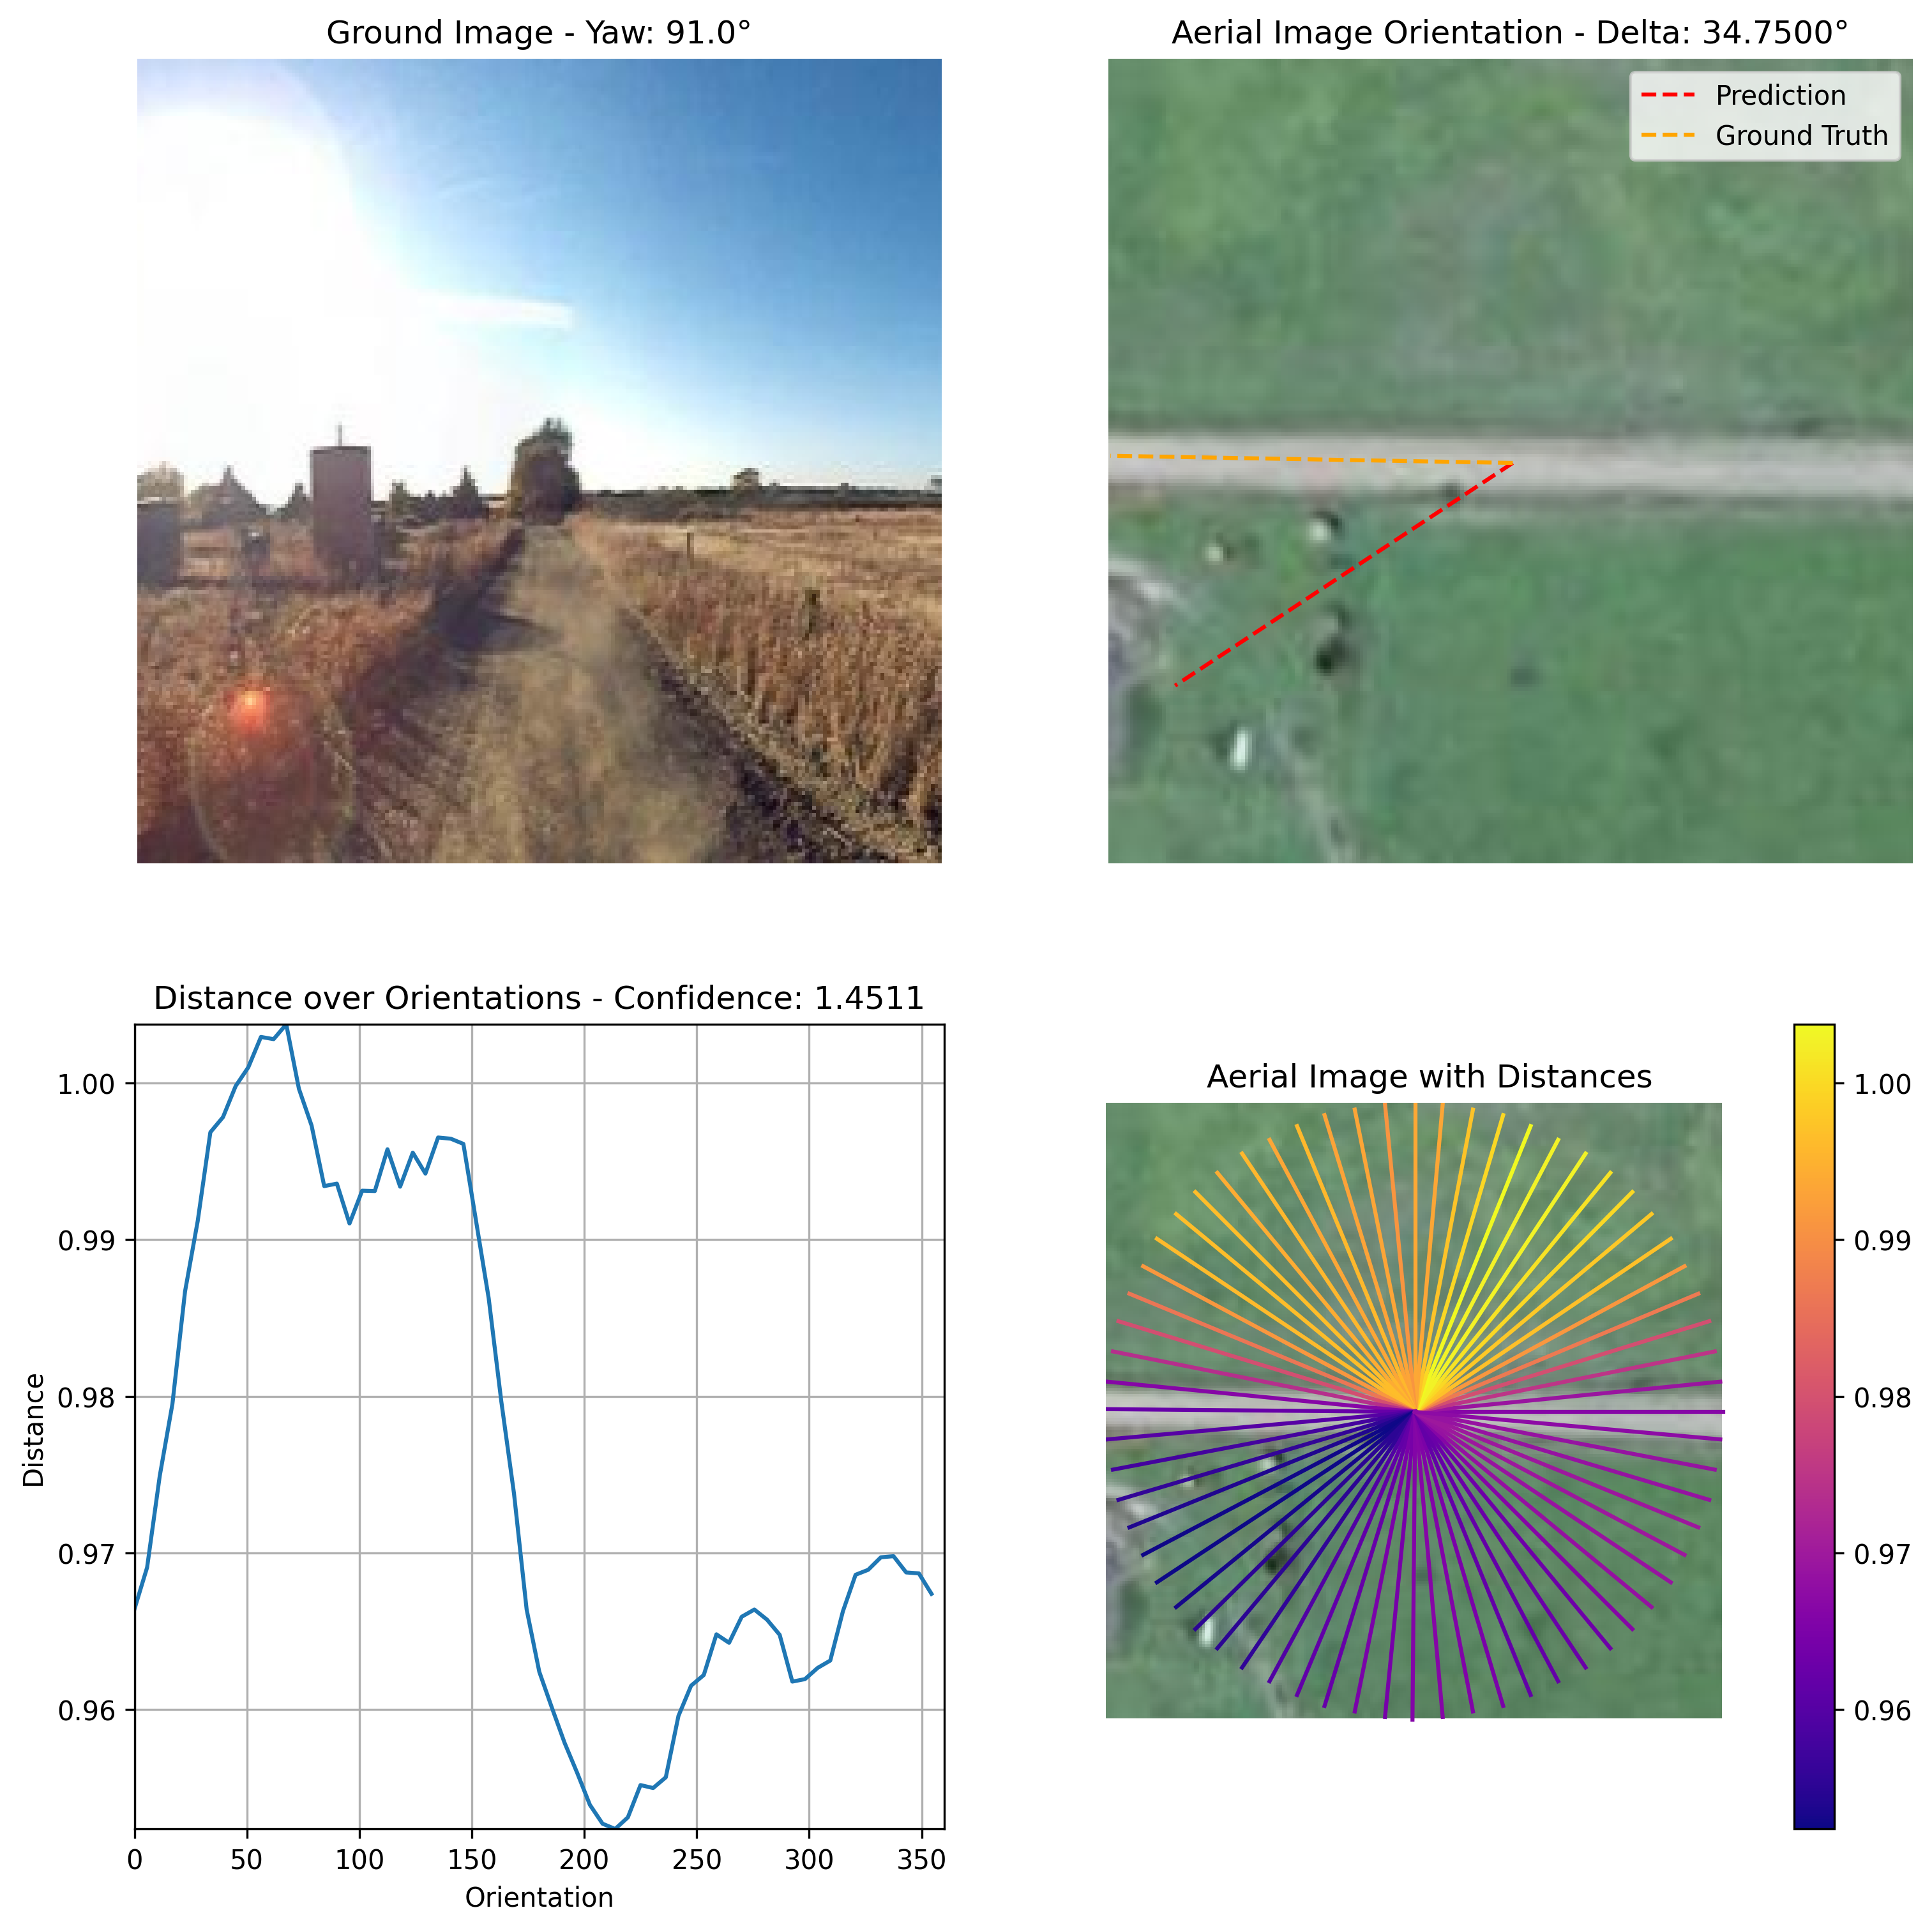 Ground Image - Yaw: 91.0°
Aerial Image Orientation - Delta: 34.7500°
Prediction
Ground Truth
Distance over Orientations - Confidence: 1.4511
1.00
0.99
0.98
0.97
0.96
Distance
0
50
100
150
200
250
300
350
Orientation
Aerial Image with Distances
1.00
0.99
0.98
0.97
0.96